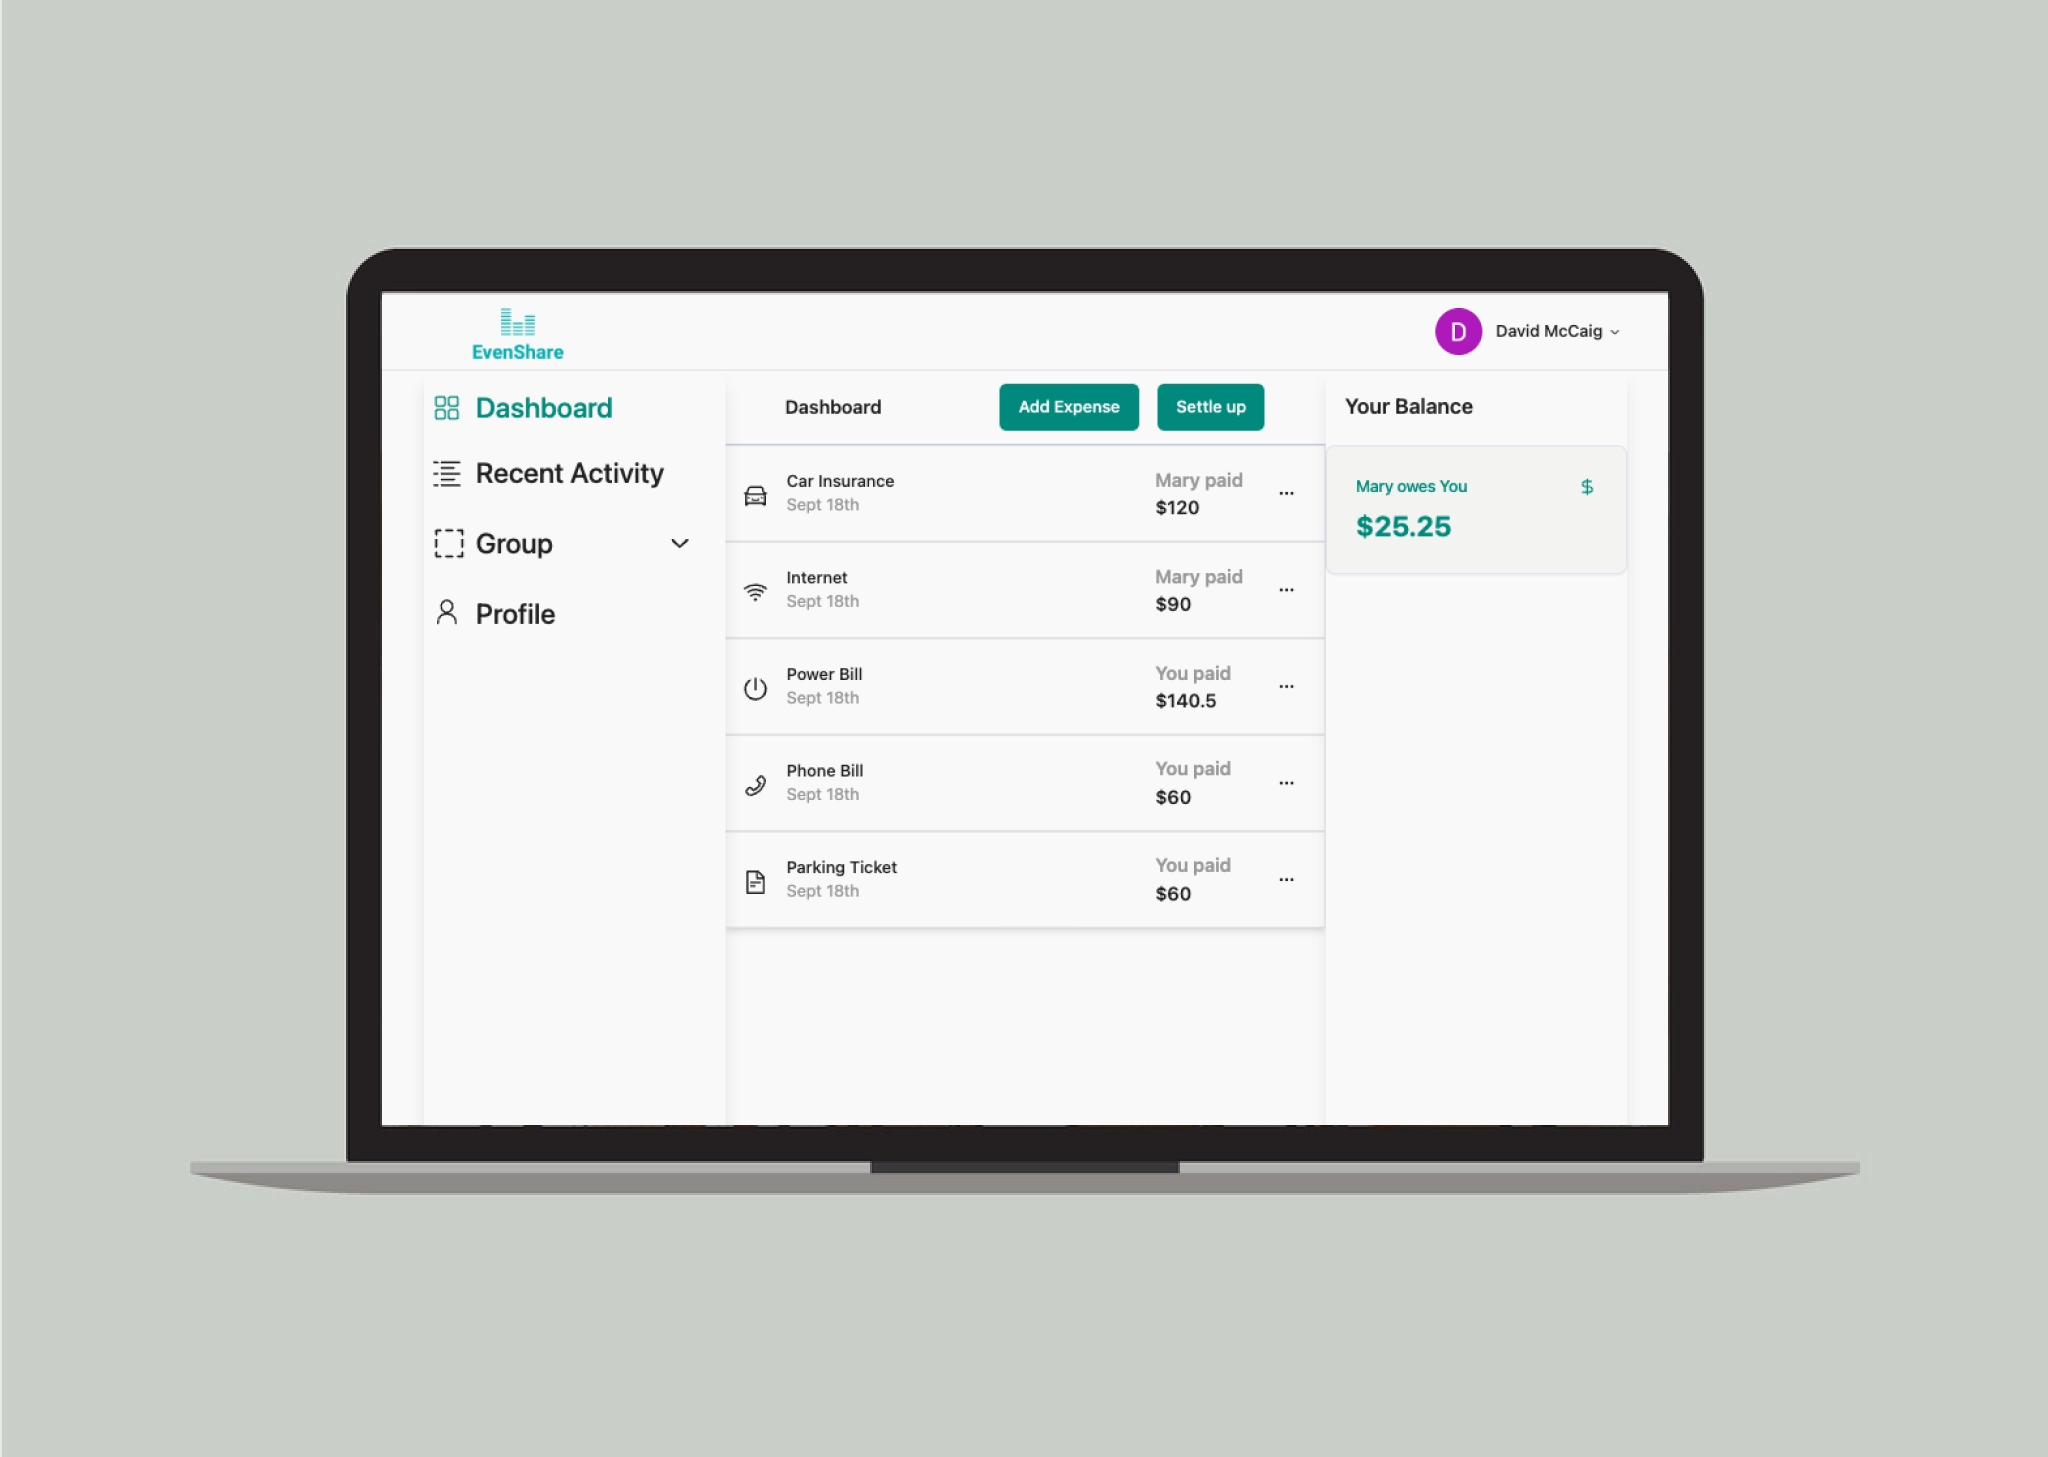 EvenShare
D
David McCaig
Dashboard
Recent Activity
Group
Profile
Dashboard
Add Expense
Settle up
Car Insurance
Sept 18th
Mary paid
$120
Internet
Sept 18th
Mary paid
$90
Power Bill
Sept 18th
You paid
$140.5
Phone Bill
Sept 18th
You paid
$60
Parking Ticket
Sept 18th
You paid
$60
Your Balance
Mary owes You
$
$25.25